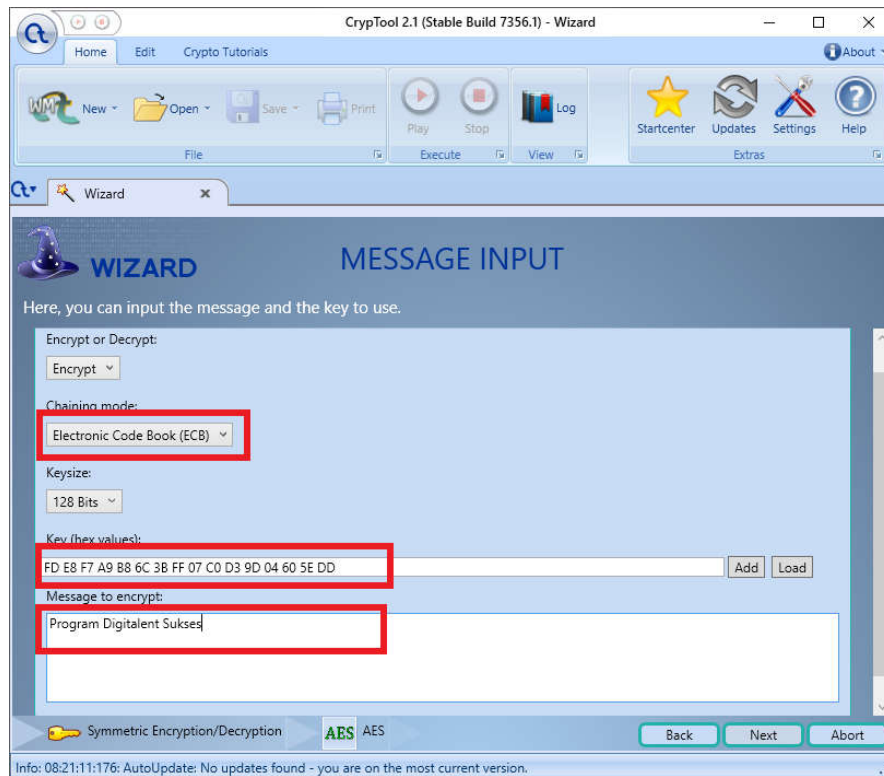 CrypTool 2.1 (Stable Build 7356.1) - Wizard
Home Edit Crypto Tutorials About
New Open Save Print Play Stop Log Startcenter Updates Settings Help
File Execute View Extras
Wizard
WIZARD MESSAGE INPUT
Here, you can input the message and the key to use.
Encrypt or Decrypt:
Encrypt
Chaining mode:
Electronic Code Book (ECB)
Keysize:
128 Bits
Key (hex values):
FD E8 F7 A9 B8 6C 3B FF 07 C0 D3 9D 04 60 5E DD Add Load
Message to encrypt:
Program Digitalent Sukses
Symmetric Encryption/Decryption AES AES Back Next Abort
Info: 08:21:11:176: AutoUpdate: No updates found - you are on the most current version.